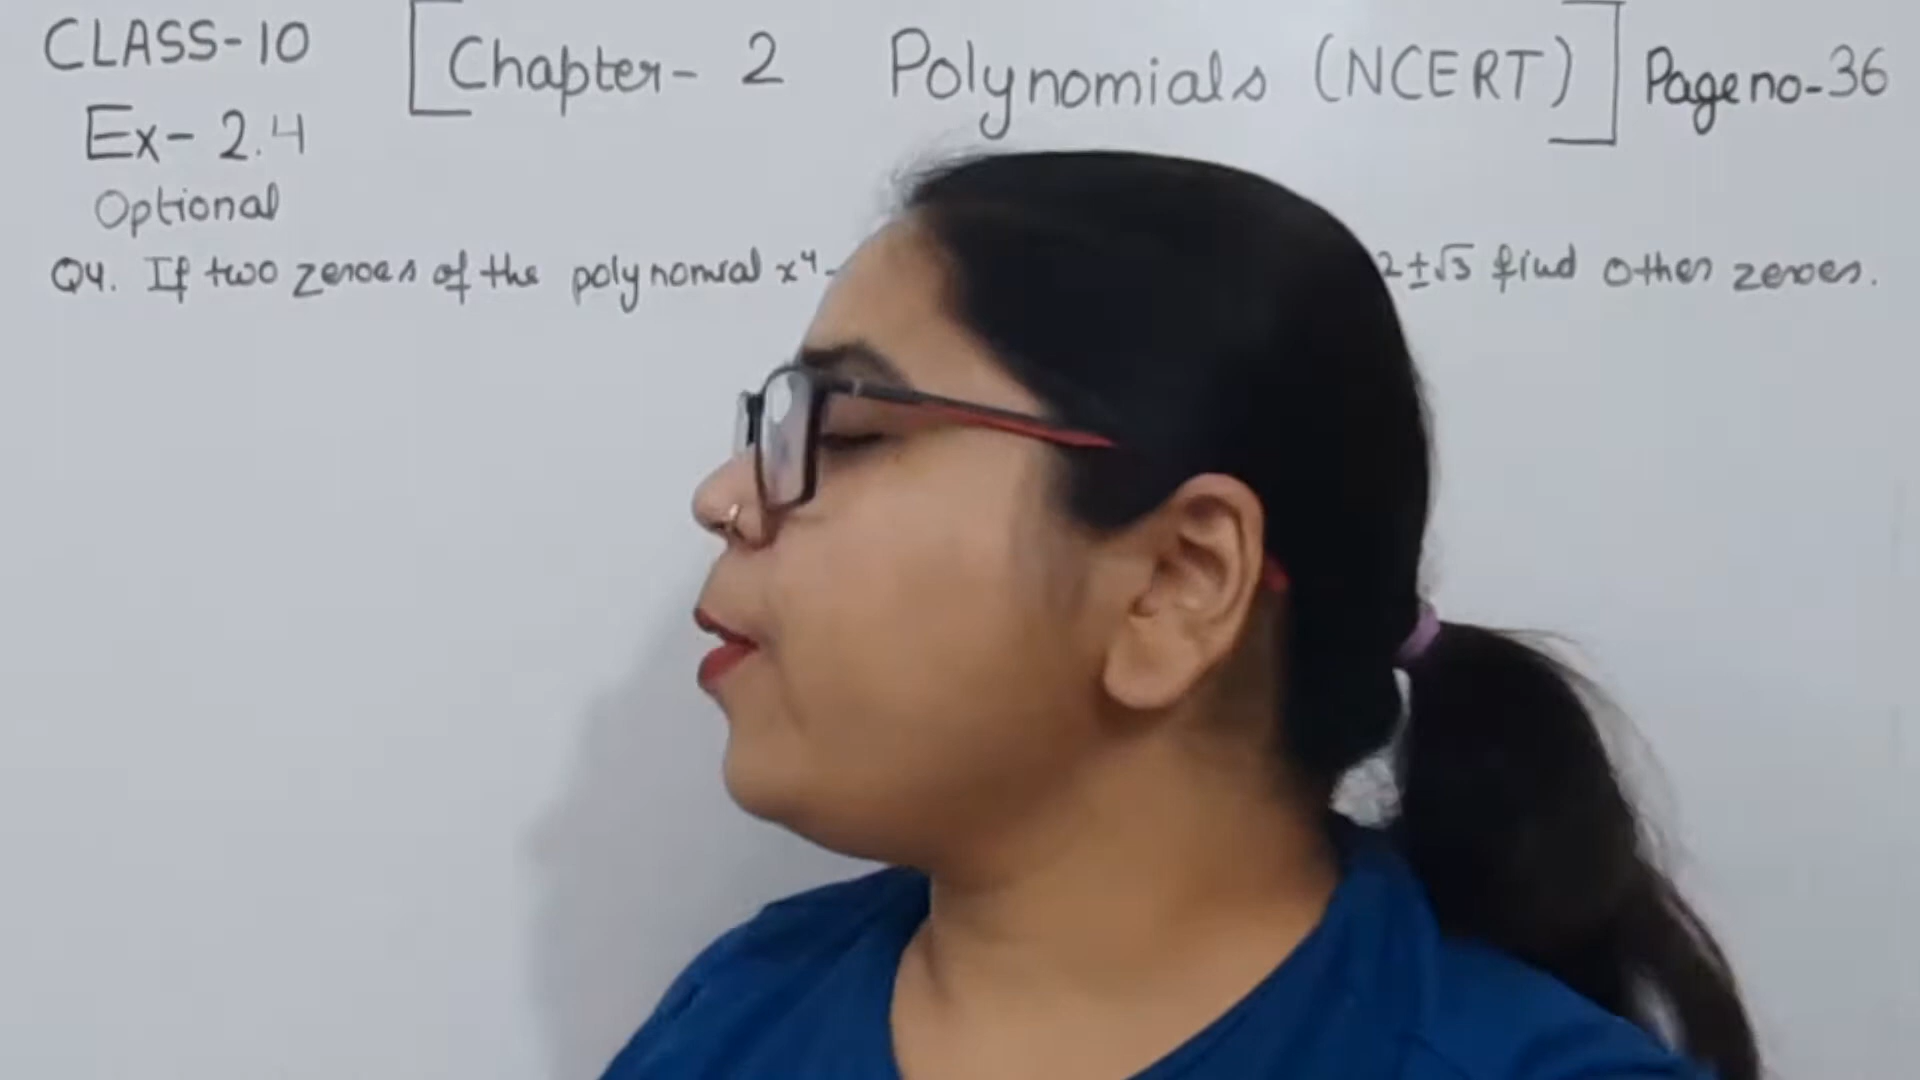 CLASS-10 [Chapter- 2 Polynomials (NCERT)] Page no-36
Ex- 2.4
Optional
Q4. If two zeroes of the polynomial x⁴- 2±√3 find other zeroes.